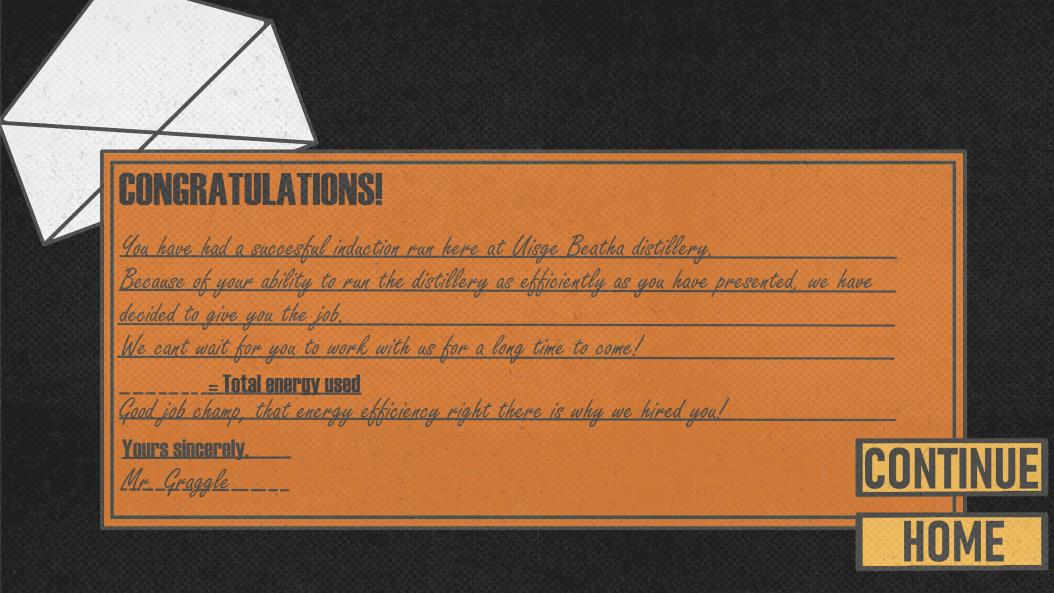 CONGRATULATIONS!
You have had a succesful induction run here at Uisge Beatha distillery.
Because of your ability to run the distillery as efficiently as you have presented, we have
decided to give you the job.
We cant wait for you to work with us for a long time to come!
_ _ _ _ _ _ _ = Total energy used
Good job champ, that energy efficiency right there is why we hired you!
Yours sincerely,
Mr. Graggle
CONTINUE
HOME